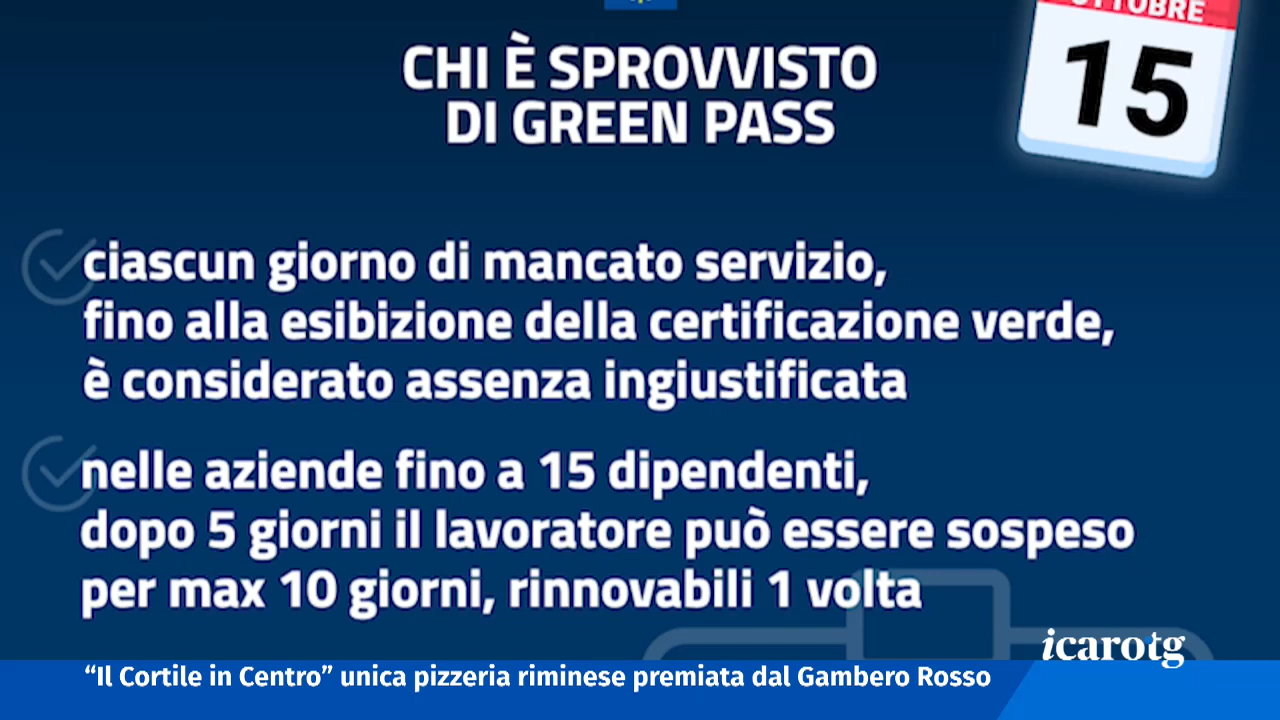 OTTOBRE
15
CHI È SPROVVISTO
DI GREEN PASS
ciascun giorno di mancato servizio,
fino alla esibizione della certificazione verde,
è considerato assenza ingiustificata
nelle aziende fino a 15 dipendenti,
dopo 5 giorni il lavoratore può essere sospeso
per max 10 giorni, rinnovabili 1 volta
icarotg
“Il Cortile in Centro” unica pizzeria riminese premiata dal Gambero Rosso